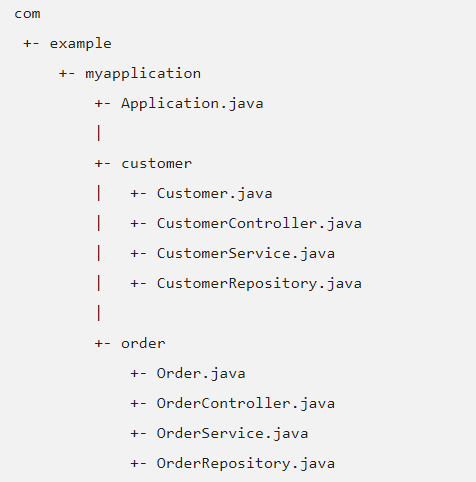 com
 +- example
     +- myapplication
         +- Application.java
         |
         +- customer
         |   +- Customer.java
         |   +- CustomerController.java
         |   +- CustomerService.java
         |   +- CustomerRepository.java
         |
         +- order
             +- Order.java
             +- OrderController.java
             +- OrderService.java
             +- OrderRepository.java